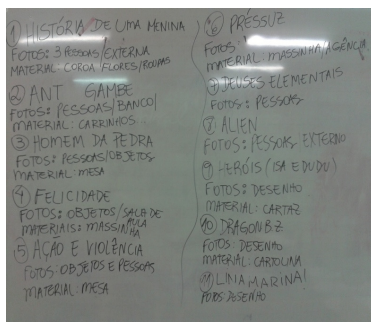 ① HISTÓRIA DE UMA MENINA
FOTOS: 3 PESSOAS/EXTERNA
MATERIAL: COROA FLORES/ROUPAS
② ANT GAMBE
FOTOS: PESSOAS/BANCO/
MATERIAL: CARRINHOS
③ HOMEM DA PEDRA
FOTOS: PESSOAS/OBJETOS
MATERIAL: MESA
④ FELICIDADE
FOTOS: OBJETOS/SALA DE AULA
MATERIAIS: MASSINHA
⑤ AÇÃO E VIOLÊNCIA
FOTOS: OBJETOS E PESSOAS
MATERIAL: MESA
⑥ PRÉSSUZ
FOTOS:
MATERIAL: MASSINHA/AGÊNCIA
⑦ DEUSES ELEMENTAIS
FOTOS: PESSOAS
⑧ ALIEN
FOTOS: PESSOAS EXTERNO
⑨ HERÓIS (ISA E DUDU)
FOTOS: DESENHO
MATERIAL: CARTAZ
⑩ DRAGON B.Z
FOTOS: DESENHO
MATERIAL: CARTOLINA
⑪ LINA MARINA!
FOTOS DESENHO